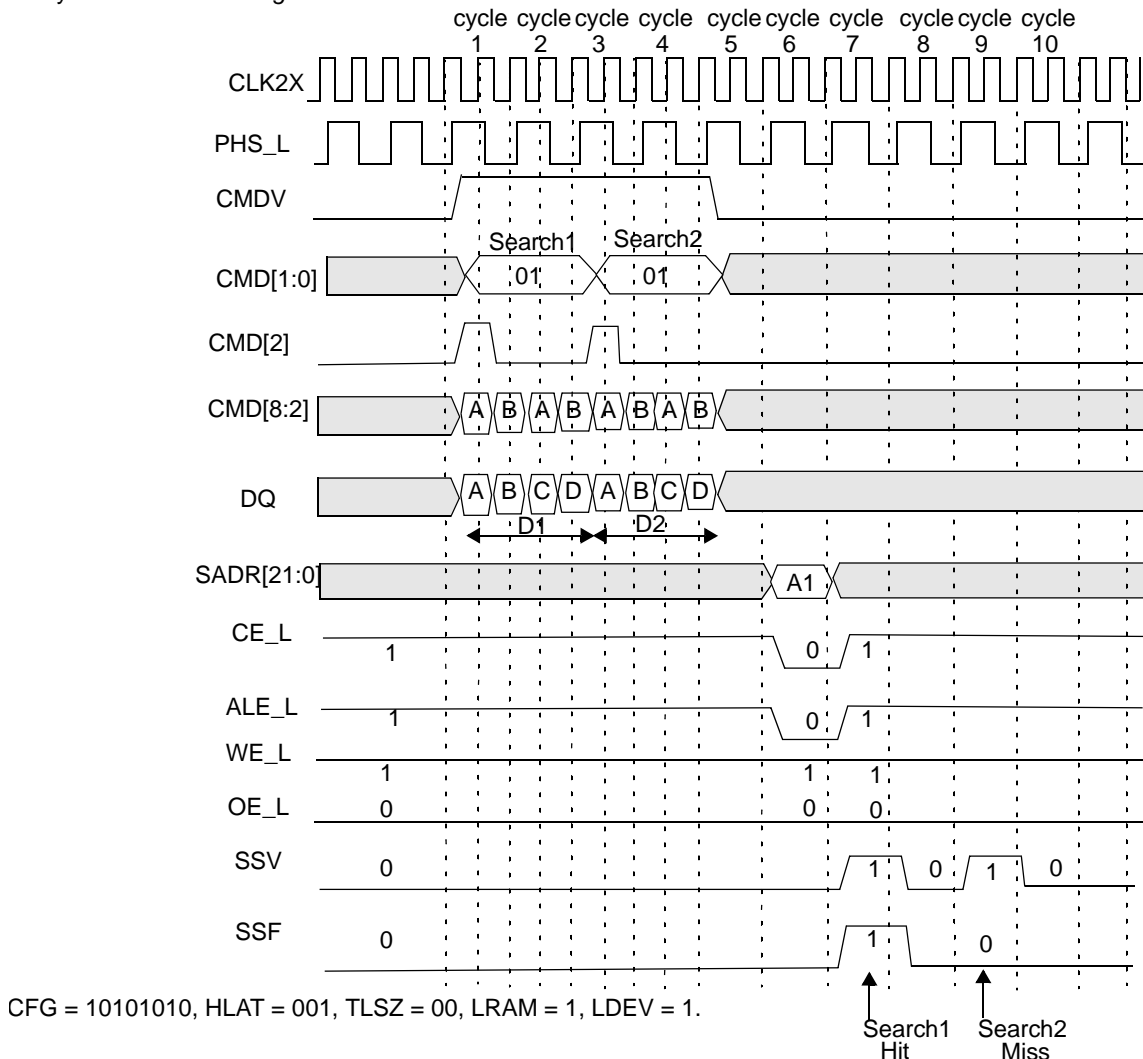 cycle cycle cycle cycle cycle cycle cycle cycle cycle cycle
1 2 3 4 5 6 7 8 9 10
CLK2X
PHS_L
CMDV
Search1 Search2
CMD[1:0] 01 01
CMD[2]
CMD[8:2] A B A B A B A B
DQ A B C D A B C D
D1 D2
SADR[21:0] A1
CE_L
1 0 1
ALE_L
1 0 1
WE_L
1 1 1
OE_L 0 0 0
SSV
0 1 0 1 0
SSF
0 1 0
CFG = 10101010, HLAT = 001, TLSZ = 00, LRAM = 1, LDEV = 1.
Search1 Search2
Hit Miss